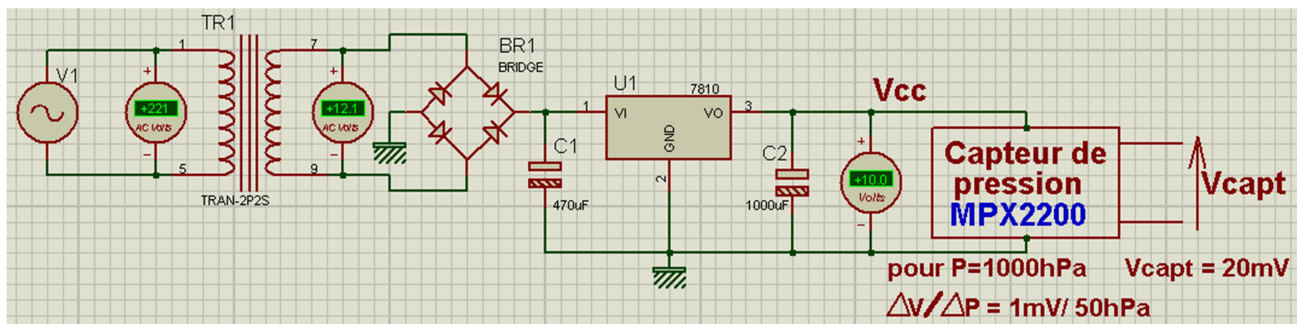 TR1
V1
1
5
+221
AC Volts
7
9
+12.1
AC Volts
TRAN-2P2S
BR1
BRIDGE
C1
470uF
U1
7810
1
VI
VO
3
GND
2
C2
1000uF
Vcc
+10.0
Volts
Capteur de
pression
MPX2200
Vcapt
pour P=1000hPa Vcapt = 20mV
△V/△P = 1mV/ 50hPa